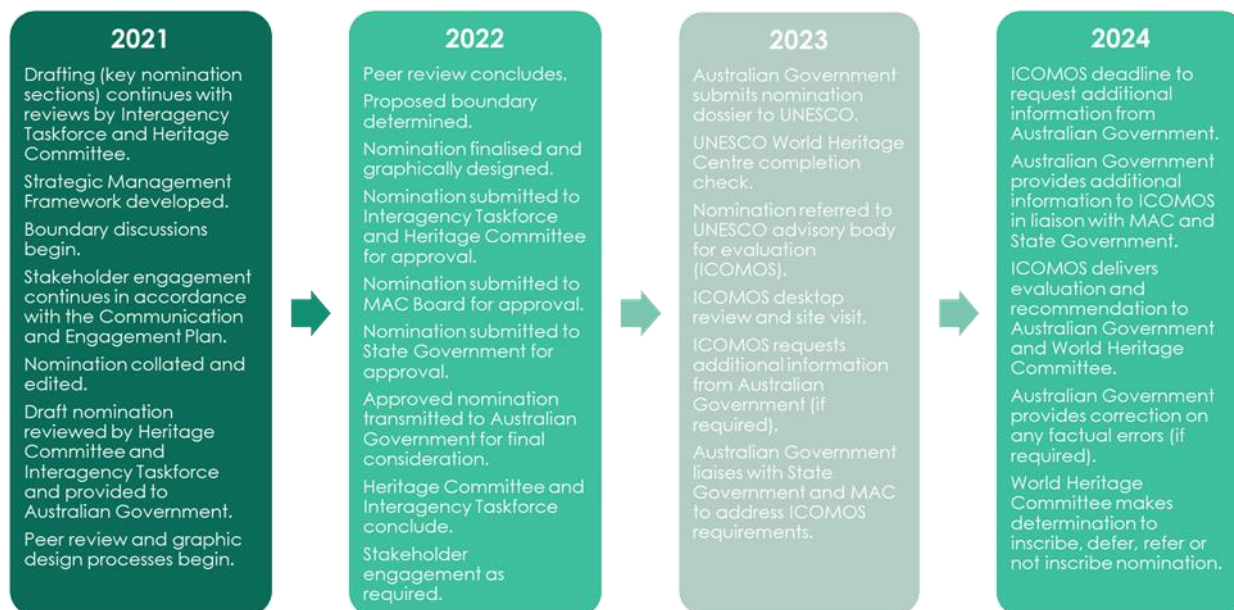 2021
Drafting (key nomination
sections) continues with
reviews by Interagency
Taskforce and Heritage
Committee.
Strategic Management
Framework developed.
Boundary discussions
begin.
Stakeholder engagement
continues in accordance
with the Communication
and Engagement Plan.
Nomination collated and
edited.
Draft nomination
reviewed by Heritage
Committee and
Interagency Taskforce
and provided to
Australian Government.
Peer review and graphic
design processes begin.
2022
Peer review concludes.
Proposed boundary
determined.
Nomination finalised and
graphically designed.
Nomination submitted to
Interagency Taskforce
and Heritage Committee
for approval.
Nomination submitted to
MAC Board for approval.
Nomination submitted to
State Government for
approval.
Approved nomination
transmitted to Australian
Government for final
consideration.
Heritage Committee and
Interagency Taskforce
conclude.
Stakeholder
engagement as
required.
2023
Australian Government
submits nomination
dossier to UNESCO.
UNESCO World Heritage
Centre completion
check.
Nomination referred to
UNESCO advisory body
for evaluation
(ICOMOS).
ICOMOS desktop
review and site visit.
ICOMOS requests
additional information
from Australian
Government (if
required).
Australian Government
liaises with State
Government and MAC
to address ICOMOS
requirements.
2024
ICOMOS deadline to
request additional
information from
Australian Government.
Australian Government
provides additional
information to ICOMOS
in liaison with MAC and
State Government.
ICOMOS delivers
evaluation and
recommendation to
Australian Government
and World Heritage
Committee.
Australian Government
provides correction on
any factual errors (if
required).
World Heritage
Committee makes
determination to
inscribe, defer, refer or
not inscribe nomination.